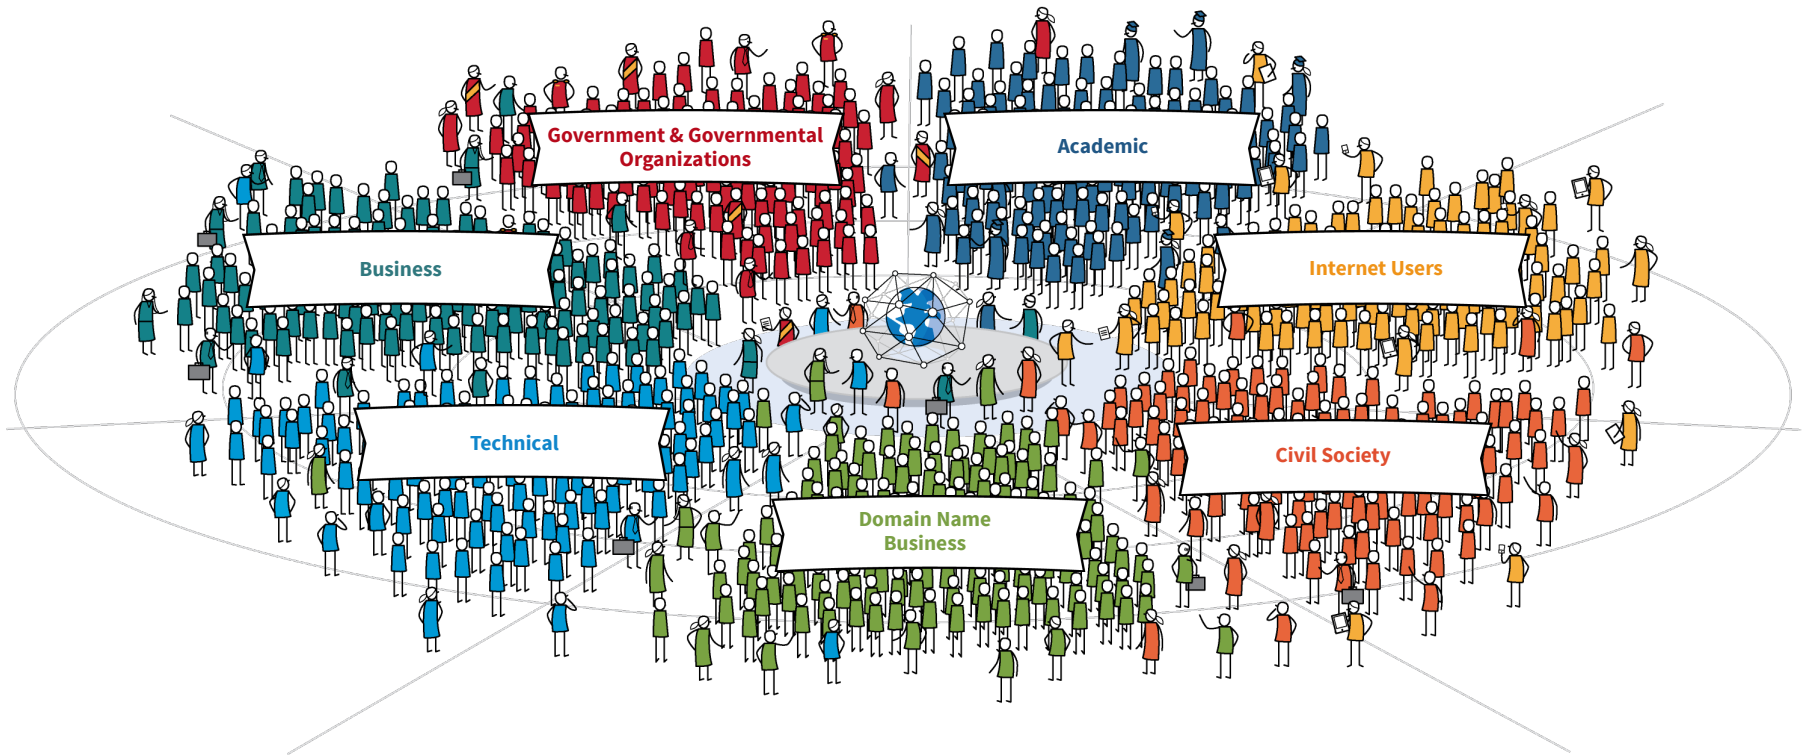 Government & Governmental
Organizations
Academic
Business
Internet Users
Technical
Civil Society
Domain Name
Business